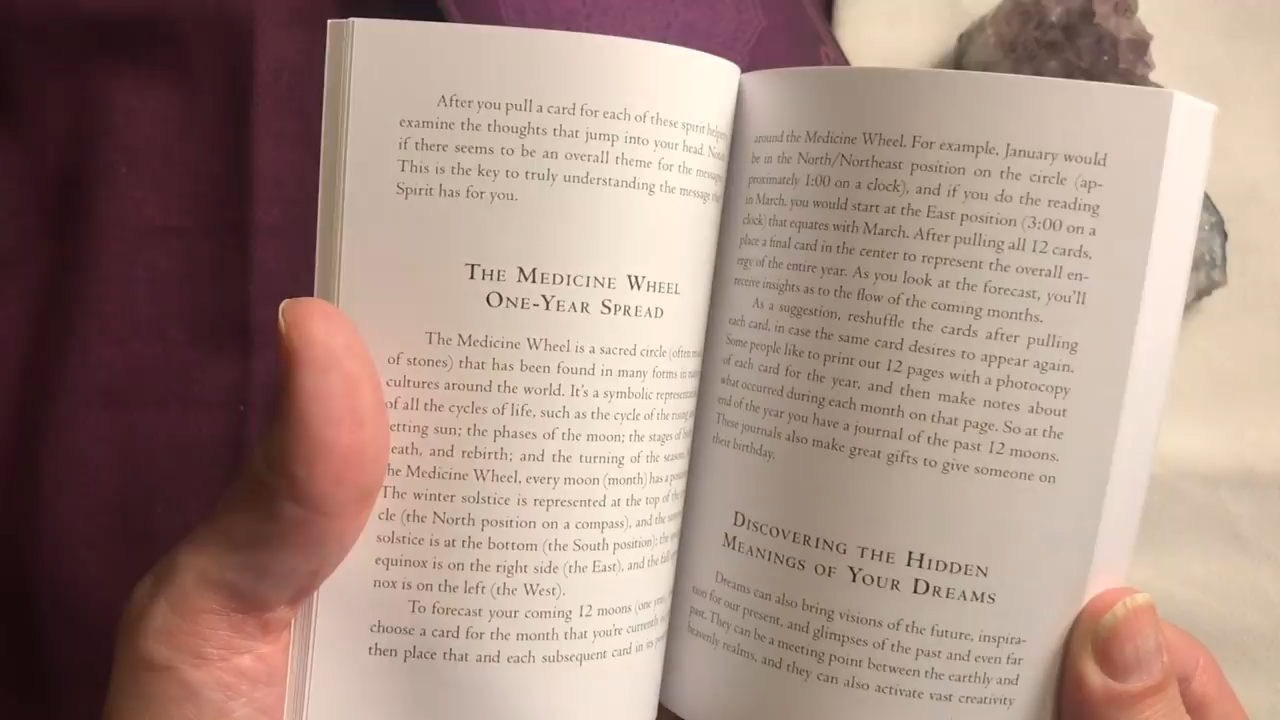 After you pull a card for each of these spirit
examine the thoughts that jump into your head.
if there seems to be an overall theme for the
This is the key to truly understanding the message
Spirit has for you.
THE MEDICINE WHEEL
ONE-YEAR SPREAD
The Medicine Wheel is a sacred circle (often
of stones) that has been found in many forms in
cultures around the world. It's a symbolic
of all the cycles of life, such as the cycle of the
etting sun; the phases of the moon; the stages of
eath, and rebirth; and the turning of the
he Medicine Wheel, every moon (month) has a
The winter solstice is represented at the top of the
cle (the North position on a compass), and the
solstice is at the bottom (the South position); the
equinox is on the right side (the East), and the fall
nox is on the left (the West).
To forecast your coming 12 moons (one
choose a card for the month that you're currently
then place that and each subsequent card in its
around the Medicine Wheel. For example, January would
be in the North/Northeast position on the circle (ap-
proximately 1:00 on a clock), and if you do the reading
in March, you would start at the East position (3:00 on a
clock) that equates with March. After pulling all 12 cards,
place a final card in the center to represent the overall en-
ergy of the entire year. As you look at the forecast, you'll
receive insights as to the flow of the coming months.
As a suggestion, reshuffle the cards after pulling
each card, in case the same card desires to appear again.
Some people like to print out 12 pages with a photocopy
of each card for the year, and then make notes about
what occurred during each month on that page. So at the
end of the year you have a journal of the past 12 moons.
These journals also make great gifts to give someone on
their birthday.
DISCOVERING THE HIDDEN
MEANINGS OF YOUR DREAMS
Dreams can also bring visions of the future, inspira-
tion for our present, and glimpses of the past and even far
past. They can be a meeting point between the earthly and
heavenly realms, and they can also activate vast creativity